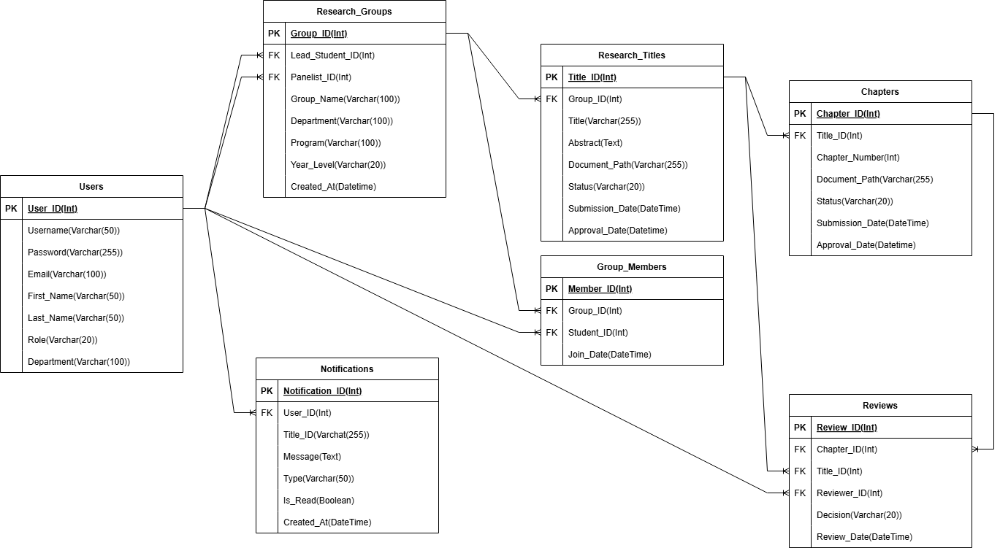 Research_Groups
PK Group_ID(Int)
FK Lead_Student_ID(Int)
FK Panelist_ID(Int)
Group_Name(Varchar(100))
Department(Varchar(100))
Program(Varchar(100))
Year_Level(Varchar(20))
Created_At(Datetime)
Research_Titles
PK Title_ID(Int)
FK Group_ID(Int)
Title(Varchar(255))
Abstract(Text)
Document_Path(Varchar(255))
Status(Varchar(20))
Submission_Date(DateTime)
Approval_Date(Datetime)
Chapters
PK Chapter_ID(Int)
FK Title_ID(Int)
Chapter_Number(Int)
Document_Path(Varchar(255)
Status(Varchar(20))
Submission_Date(DateTime)
Approval_Date(Datetime)
Users
PK User_ID(Int)
Username(Varchar(50))
Password(Varchar(255))
Email(Varchar(100))
First_Name(Varchar(50))
Last_Name(Varchar(50))
Role(Varchar(20))
Department(Varchar(100))
Group_Members
PK Member_ID(Int)
FK Group_ID(Int)
FK Student_ID(Int)
Join_Date(DateTime)
Notifications
PK Notification_ID(Int)
FK User_ID(Int)
Title_ID(Varchat(255))
Message(Text)
Type(Varchar(50))
Is_Read(Boolean)
Created_At(DateTime)
Reviews
PK Review_ID(Int)
FK Chapter_ID(Int)
FK Title_ID(Int)
FK Reviewer_ID(Int)
Decision(Varchar(20))
Review_Date(DateTime)